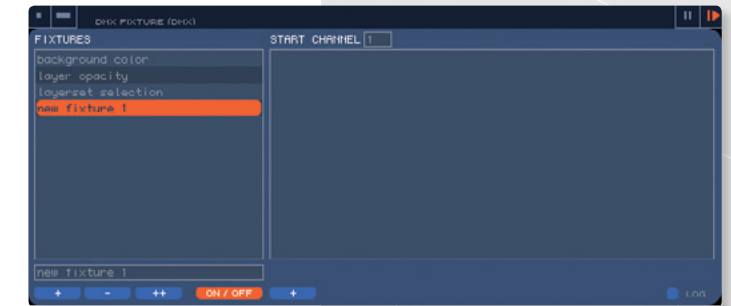 DMX FIXTURE (DMX)
FIXTURES
START CHANNEL 1
background color
layer opacity
layerset selection
new fixture 1
new fixture 1
+ - ++ ON / OFF +
LOG